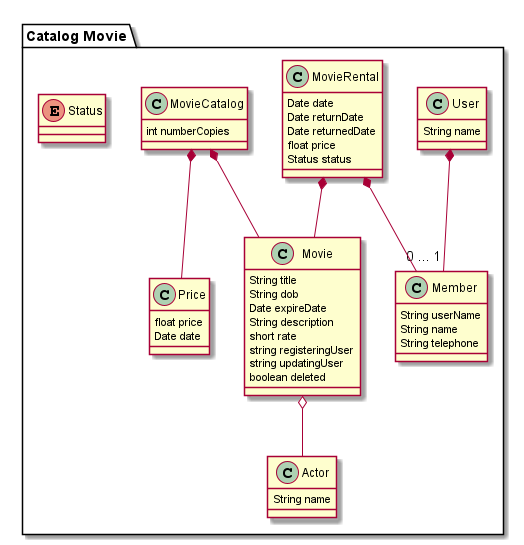 Catalog Movie
E Status
C MovieCatalog
int numberCopies
C MovieRental
Date date
Date returnDate
Date returnedDate
float price
Status status
C User
String name
0 ... 1
C Price
float price
Date date
C Movie
String title
String dob
Date expireDate
String description
short rate
string registeringUser
string updatingUser
boolean deleted
C Member
String userName
String name
String telephone
C Actor
String name